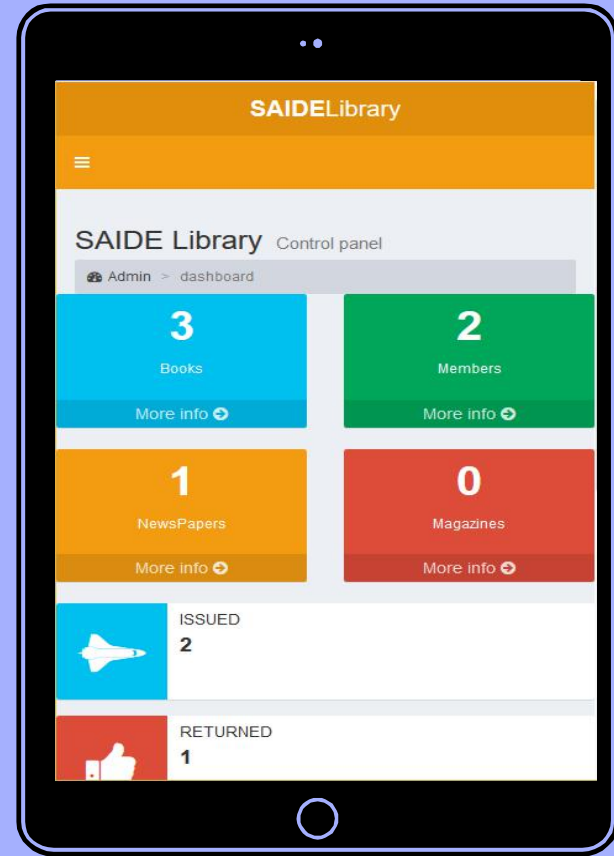 SAIDELibrary
SAIDE Library Control panel
Admin > dashboard
3
Books
More info
2
Members
More info
1
NewsPapers
More info
0
Magazines
More info
ISSUED
2
RETURNED
1